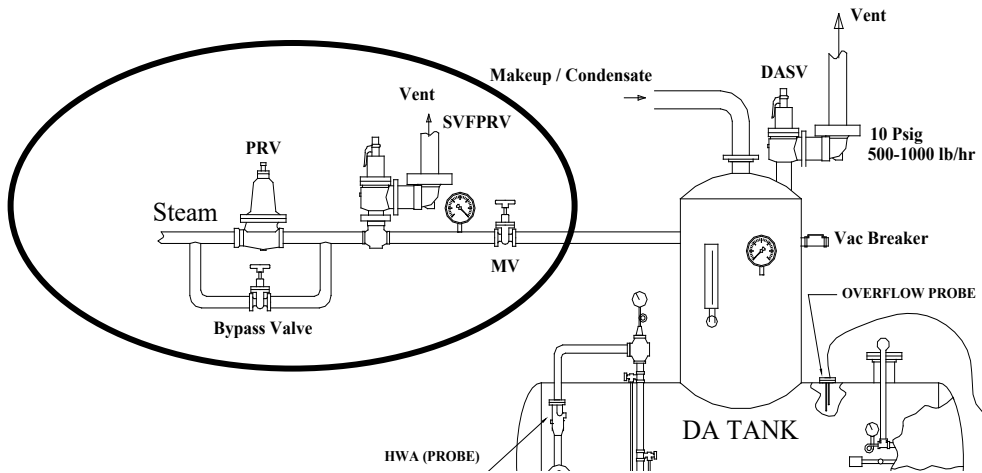 Vent
DASV
Makeup / Condensate
Vent
SVFPRV
10 Psig
500-1000 lb/hr
PRV
Steam
Vac Breaker
MV
OVERFLOW PROBE
Bypass Valve
DA TANK
HWA (PROBE)